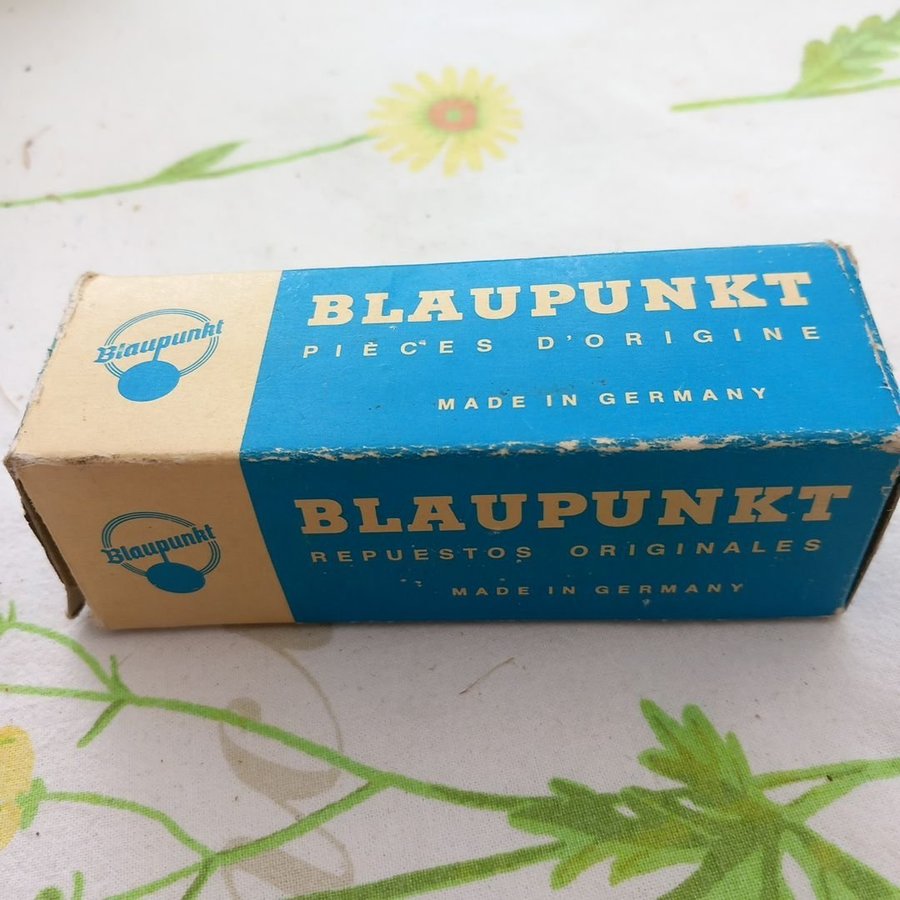 Blaupunkt
BLAUPUNKT
PIÈCES D'ORIGINE
MADE IN GERMANY
Blaupunkt
BLAUPUNKT
REPUESTOS ORIGINALES
MADE IN GERMANY